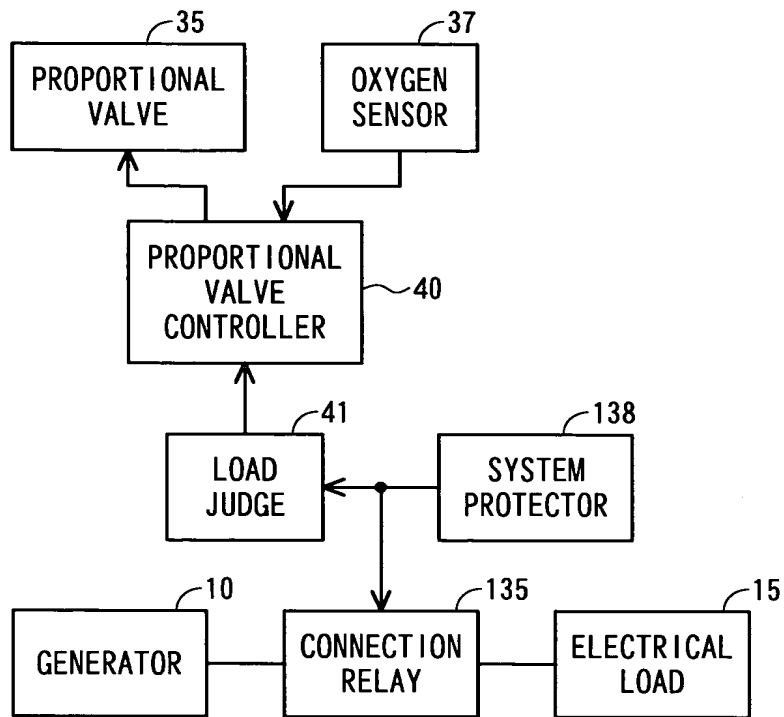 35
37
PROPORTIONAL
VALVE
OXYGEN
SENSOR
PROPORTIONAL
VALVE
CONTROLLER
40
41
138
LOAD
JUDGE
SYSTEM
PROTECTOR
10
135
15
GENERATOR
CONNECTION
RELAY
ELECTRICAL
LOAD